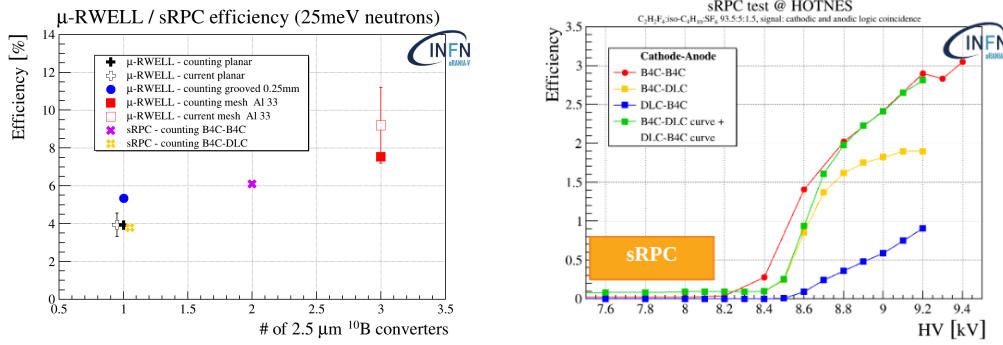 μ-RWELL / sRPC efficiency (25meV neutrons)
Efficiency [%]
14
12
10
8
6
4
2
0
INFN
uRANIA-V
μ-RWELL - counting planar
μ-RWELL - current planar
μ-RWELL - counting grooved 0.25mm
μ-RWELL - counting mesh Al 33
μ-RWELL - current mesh Al 33
sRPC - counting B4C-B4C
sRPC - counting B4C-DLC
0.5
1
1.5
2
2.5
3
3.5
# of 2.5 μm ¹⁰B converters
sRPC test @ HOTNES
C₂H₂F₄:iso-C₄H₁₀:SF₆ 93.5:5:1.5, signal: cathodic and anodic logic coincidence
Efficiency
3.5
3
2.5
2
1.5
1
0.5
0
INFN
uRANIA-V
Cathode-Anode
B4C-B4C
B4C-DLC
DLC-B4C
B4C-DLC curve +
DLC-B4C curve
sRPC
7.6
7.8
8
8.2
8.4
8.6
8.8
9
9.2
9.4
HV [kV]